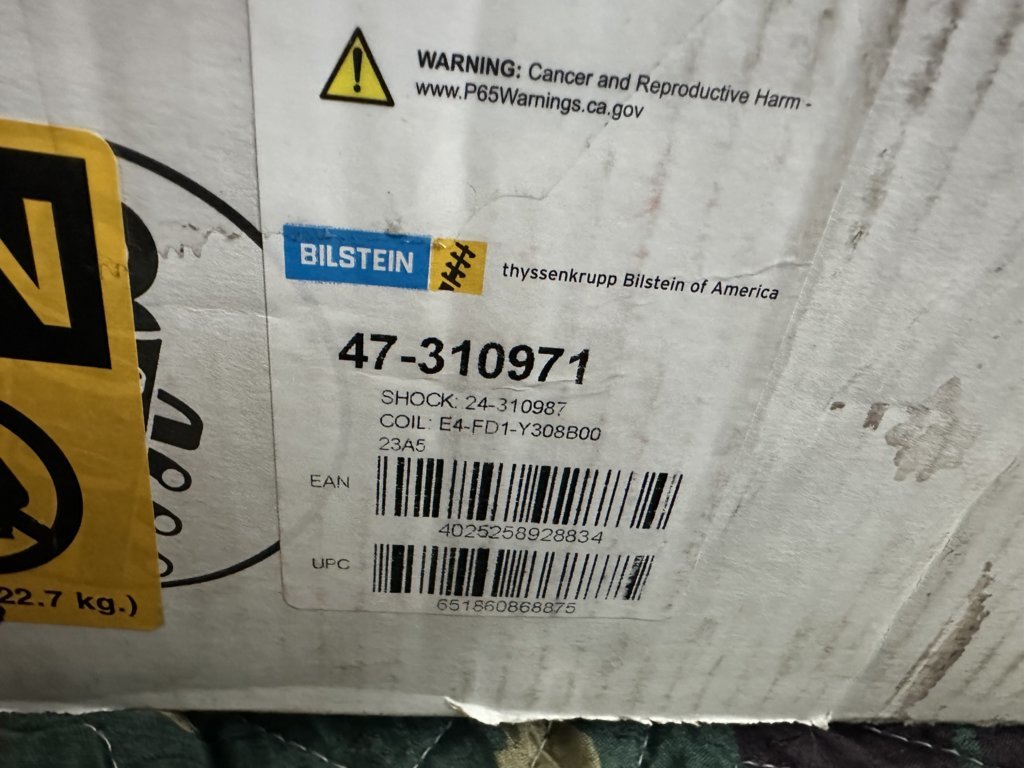 WARNING: Cancer and Reproductive Harm -
www.P65Warnings.ca.gov
BILSTEIN
thyssenkrupp Bilstein of America
47-310971
SHOCK: 24-310987
COIL: E4-FD1-Y308B00
23A5
EAN
4025258928834
UPC
651860868875
22.7 kg.)